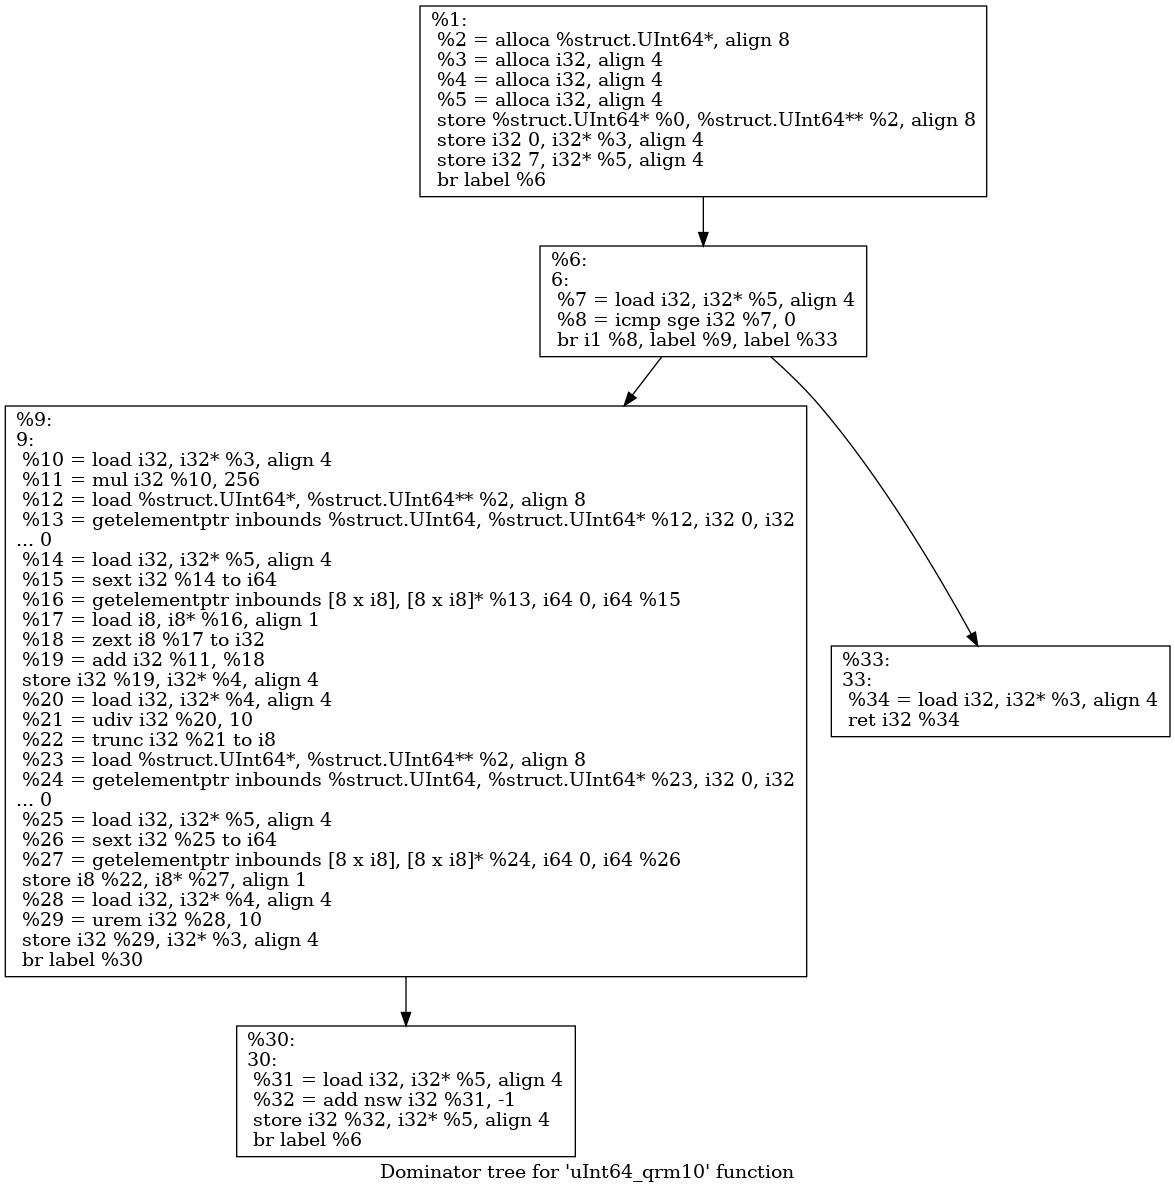 %1:
%2 = alloca %struct.UInt64*, align 8
%3 = alloca i32, align 4
%4 = alloca i32, align 4
%5 = alloca i32, align 4
store %struct.UInt64* %0, %struct.UInt64** %2, align 8
store i32 0, i32* %3, align 4
store i32 7, i32* %5, align 4
br label %6
%6:
6:
%7 = load i32, i32* %5, align 4
%8 = icmp sge i32 %7, 0
br i1 %8, label %9, label %33
%9:
9:
%10 = load i32, i32* %3, align 4
%11 = mul i32 %10, 256
%12 = load %struct.UInt64*, %struct.UInt64** %2, align 8
%13 = getelementptr inbounds %struct.UInt64, %struct.UInt64* %12, i32 0, i32
... 0
%14 = load i32, i32* %5, align 4
%15 = sext i32 %14 to i64
%16 = getelementptr inbounds [8 x i8], [8 x i8]* %13, i64 0, i64 %15
%17 = load i8, i8* %16, align 1
%18 = zext i8 %17 to i32
%19 = add i32 %11, %18
store i32 %19, i32* %4, align 4
%20 = load i32, i32* %4, align 4
%21 = udiv i32 %20, 10
%22 = trunc i32 %21 to i8
%23 = load %struct.UInt64*, %struct.UInt64** %2, align 8
%24 = getelementptr inbounds %struct.UInt64, %struct.UInt64* %23, i32 0, i32
... 0
%25 = load i32, i32* %5, align 4
%26 = sext i32 %25 to i64
%27 = getelementptr inbounds [8 x i8], [8 x i8]* %24, i64 0, i64 %26
store i8 %22, i8* %27, align 1
%28 = load i32, i32* %4, align 4
%29 = urem i32 %28, 10
store i32 %29, i32* %3, align 4
br label %30
%33:
33:
%34 = load i32, i32* %3, align 4
ret i32 %34
%30:
30:
%31 = load i32, i32* %5, align 4
%32 = add nsw i32 %31, -1
store i32 %32, i32* %5, align 4
br label %6
Dominator tree for 'uInt64_qrm10' function